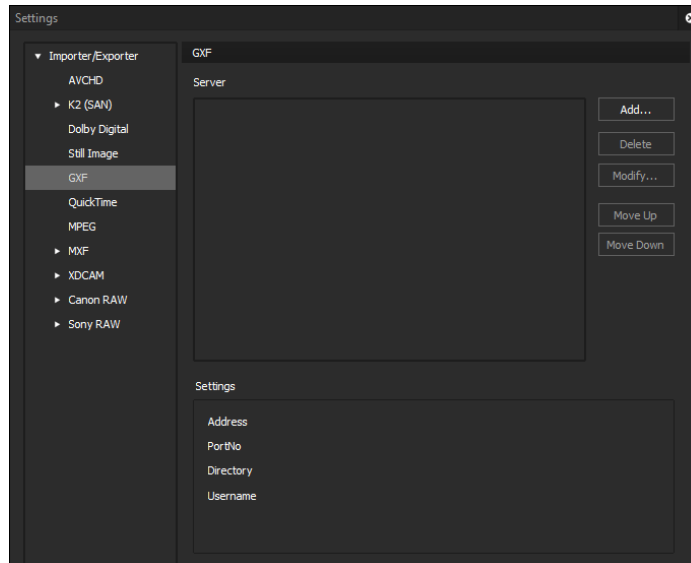 Settings
Importer/Exporter
AVCHD
K2 (SAN)
Dolby Digital
Still Image
GXF
QuickTime
MPEG
MXF
XDCAM
Canon RAW
Sony RAW
GXF
Server
Add...
Delete
Modify...
Move Up
Move Down
Settings
Address
PortNo
Directory
Username